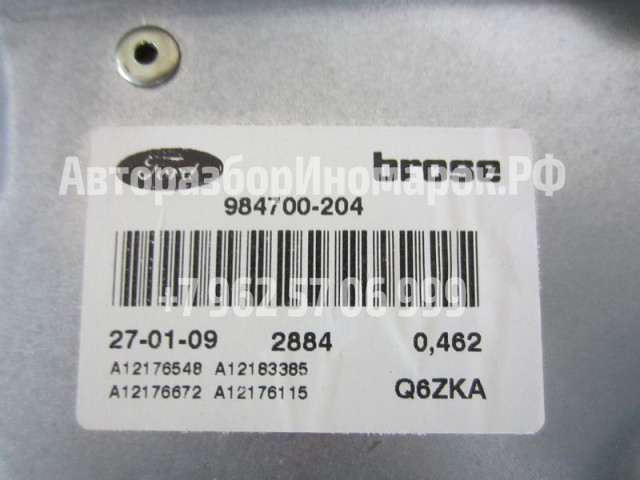 Ford brose
АвторазборИномарок.РФ
984700-204
+7 962 57 06 999
27-01-09 2884 0,462
A12176548 A12183385
A12176672 A12176115 Q6ZKA